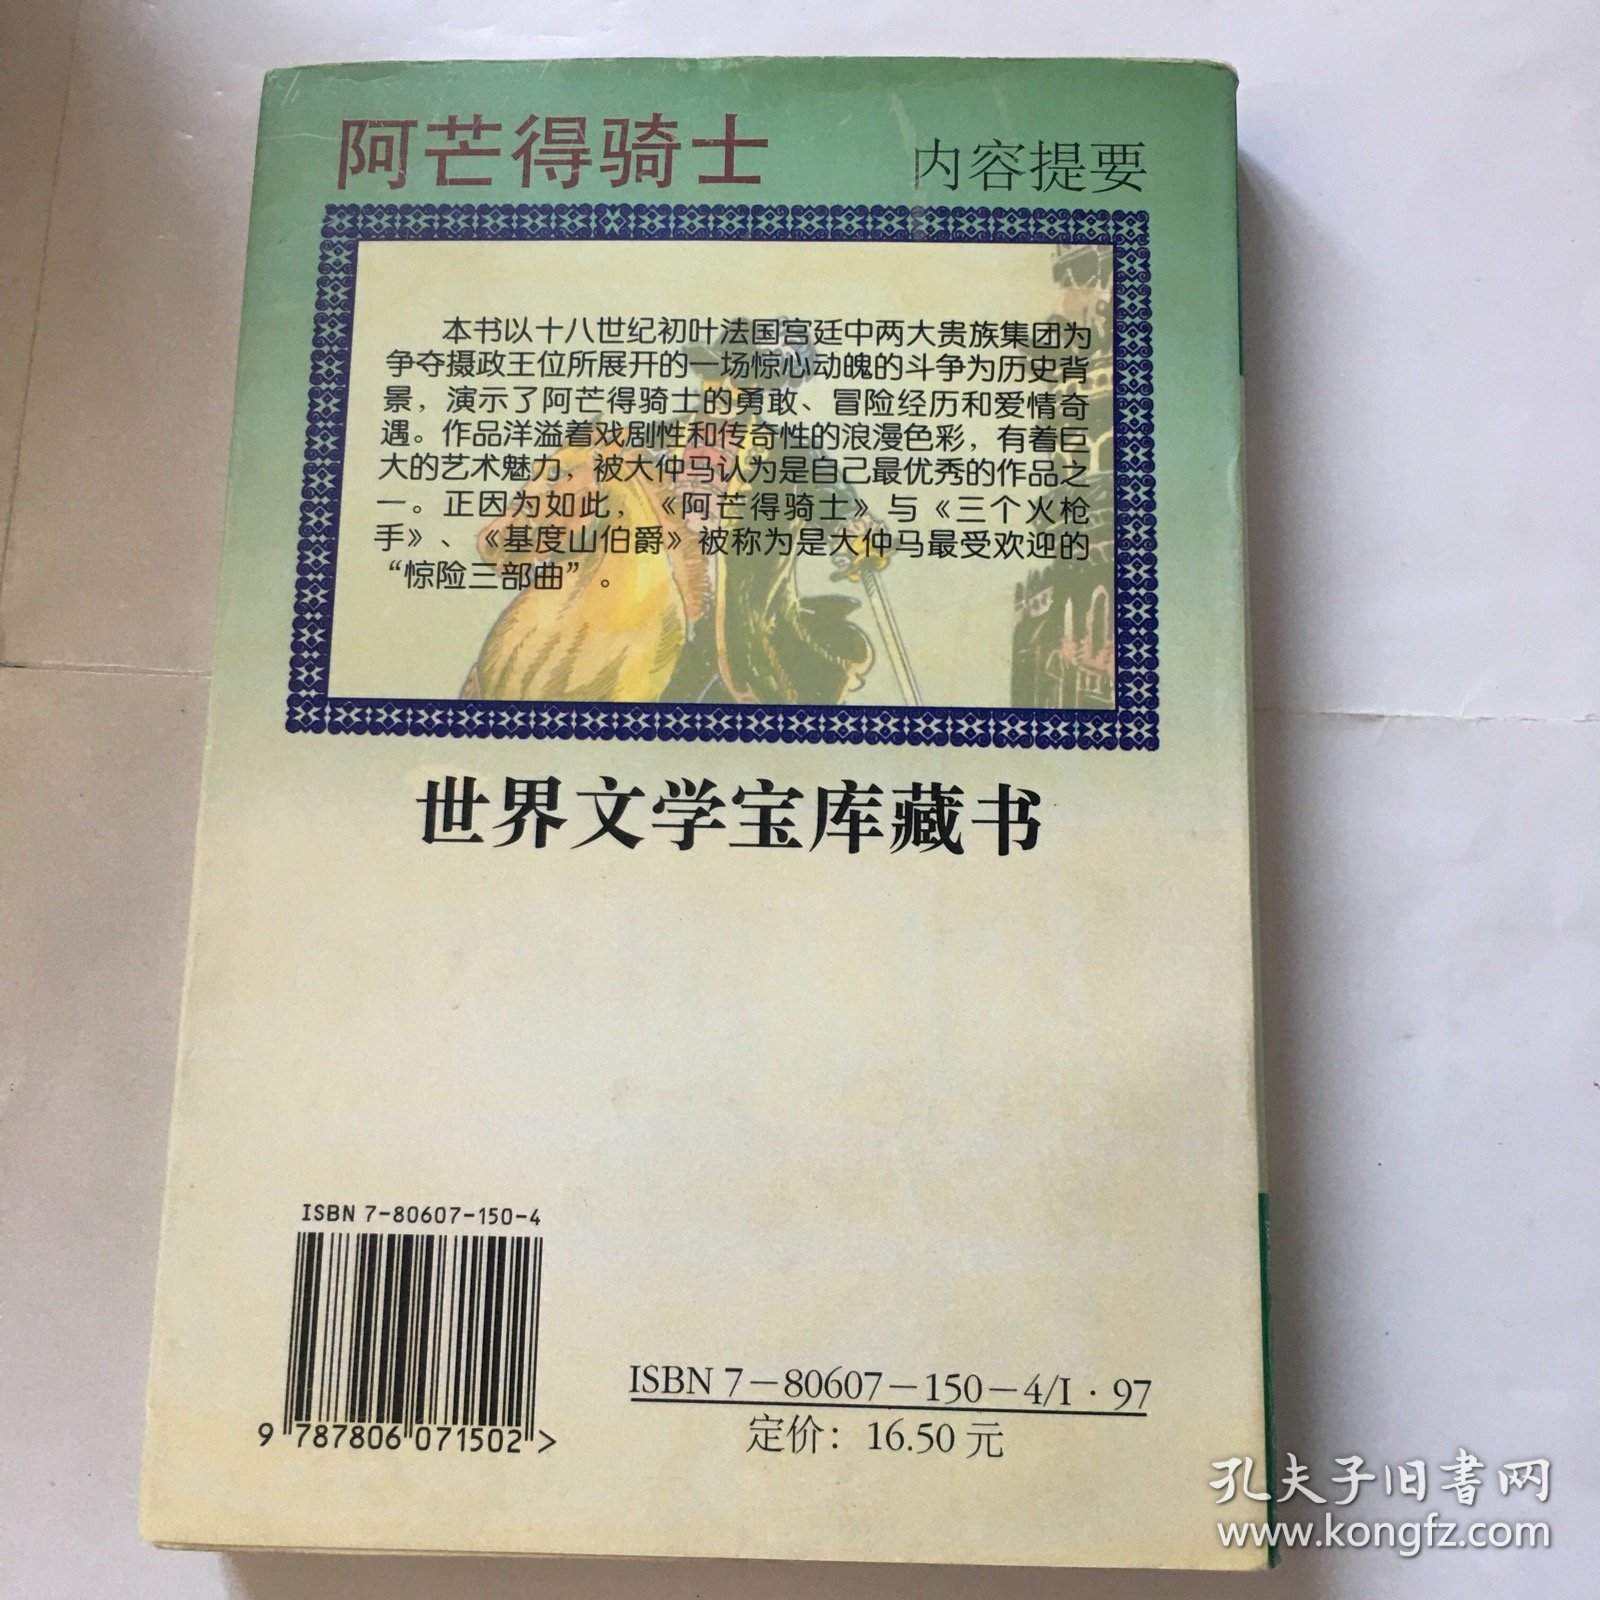 阿芒得骑士
内容提要
本书以十八世纪初叶法国宫廷中两大贵族集团为
争夺摄政王位所展开的一场惊心动魄的斗争为历史背
景，演示了阿芒得骑士的勇敢、冒险经历和爱情奇
遇。作品洋溢着戏剧性和传奇性的浪漫色彩，有着巨
大的艺术魅力，被大仲马认为是自己最优秀的作品之
一。正因为如此，《阿芒得骑士》与《三个火枪
手》、《基度山伯爵》被称为是大仲马最受欢迎的
“惊险三部曲”。
世界文学宝库藏书
ISBN 7-80607-150-4
9 787806 071502 >
ISBN 7－80607－150－4/I·97
定价：16.50 元
孔夫子旧书网
www.kongfz.com